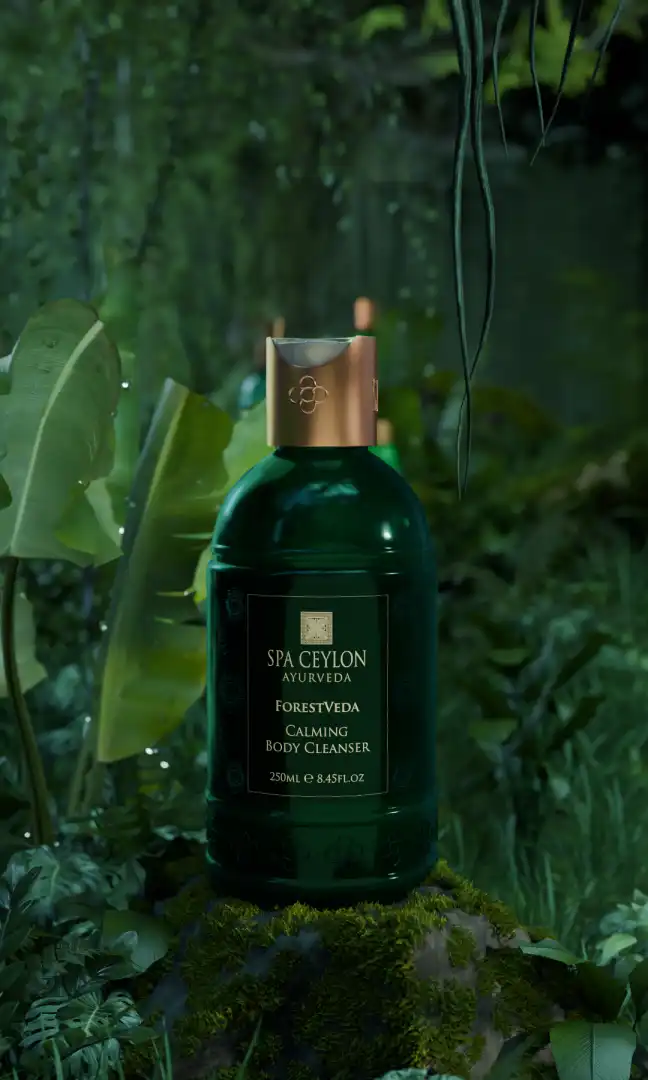 SPA CEYLON
AYURVEDA
FORESTVEDA
CALMING
BODY CLEANSER
250ML ℮ 8.45FL.OZ